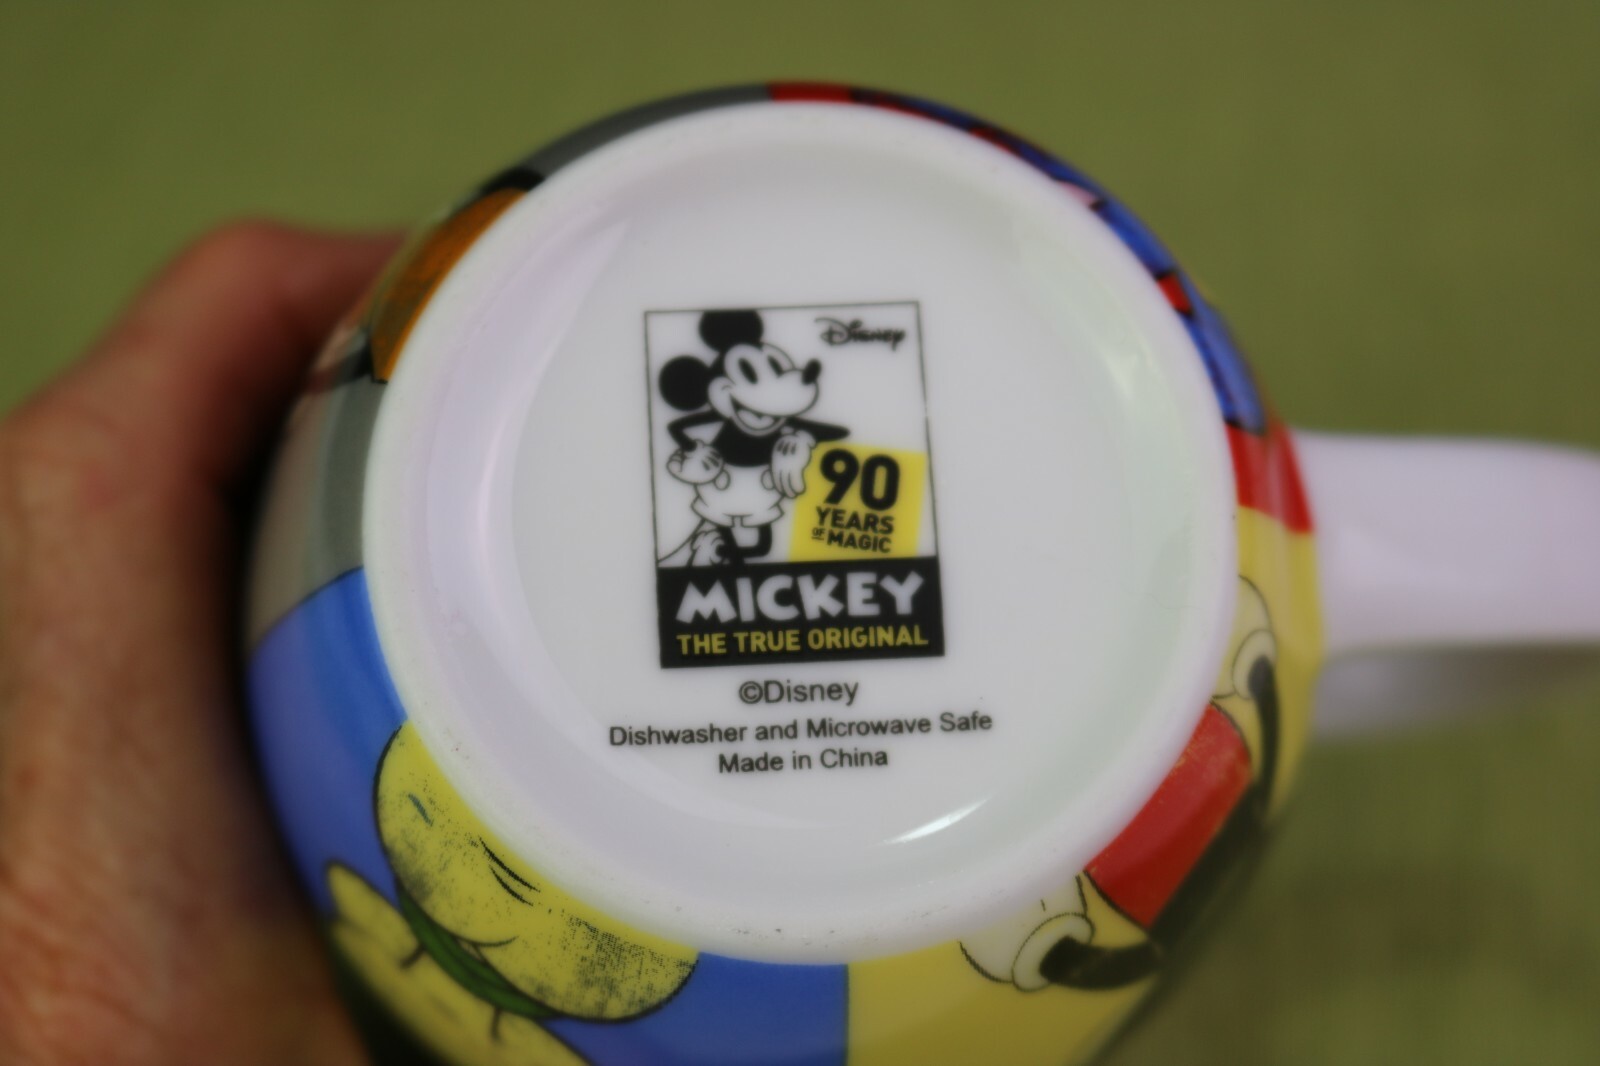 Disney
90
YEARS
OF MAGIC
MICKEY
THE TRUE ORIGINAL
©Disney
Dishwasher and Microwave Safe
Made in China